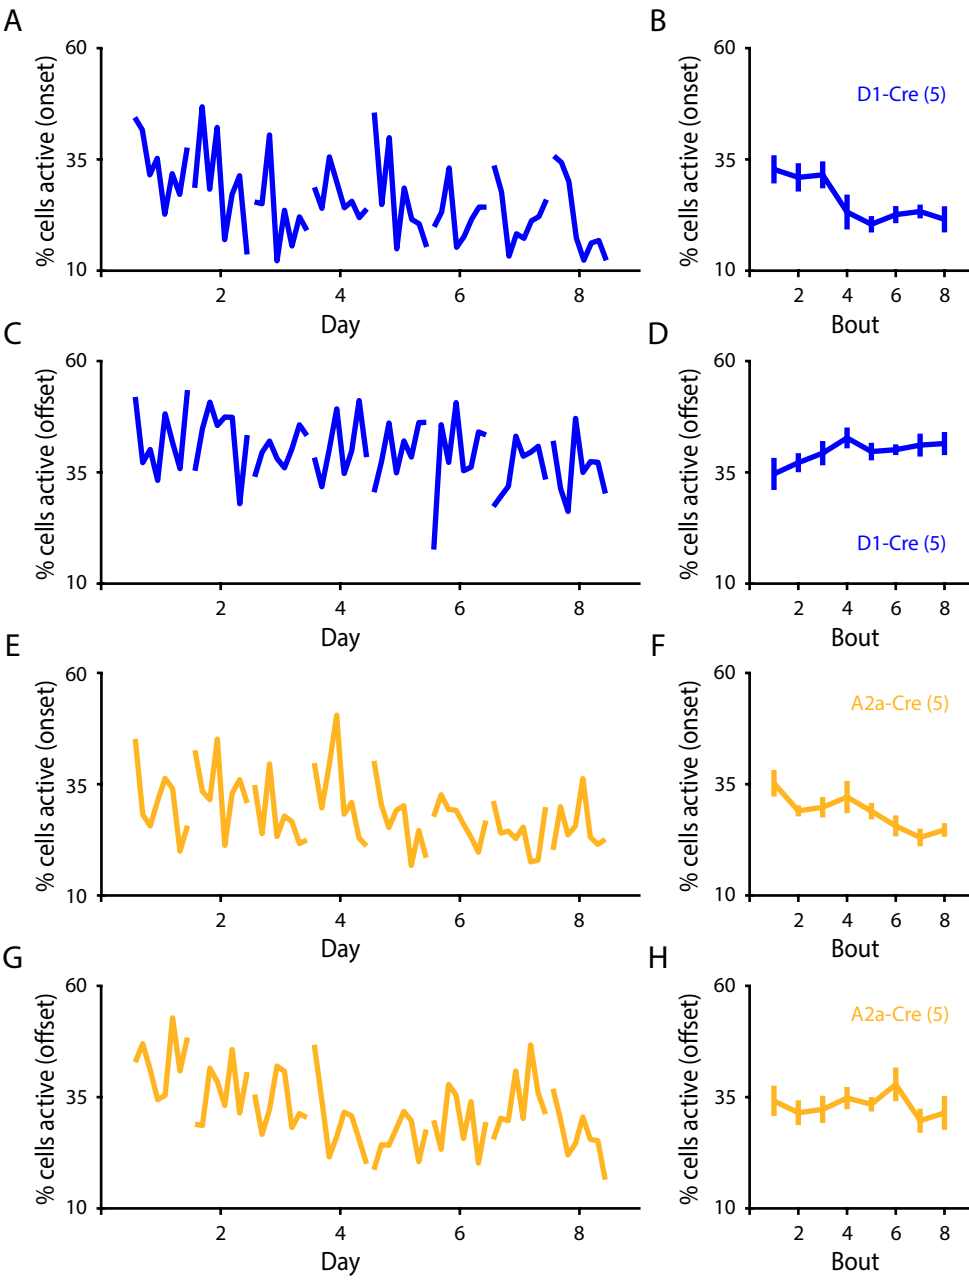 A
% cells active (onset)
60
35
10
2 4 6 8
Day
B
% cells active (onset)
60
35
10
D1-Cre (5)
2 4 6 8
Bout
C
% cells active (offset)
60
35
10
2 4 6 8
Day
D
% cells active (offset)
60
35
10
D1-Cre (5)
2 4 6 8
Bout
E
% cells active (onset)
60
35
10
2 4 6 8
Day
F
% cells active (onset)
60
35
10
A2a-Cre (5)
2 4 6 8
Bout
G
% cells active (offset)
60
35
10
2 4 6 8
Day
H
% cells active (offset)
60
35
10
A2a-Cre (5)
2 4 6 8
Bout